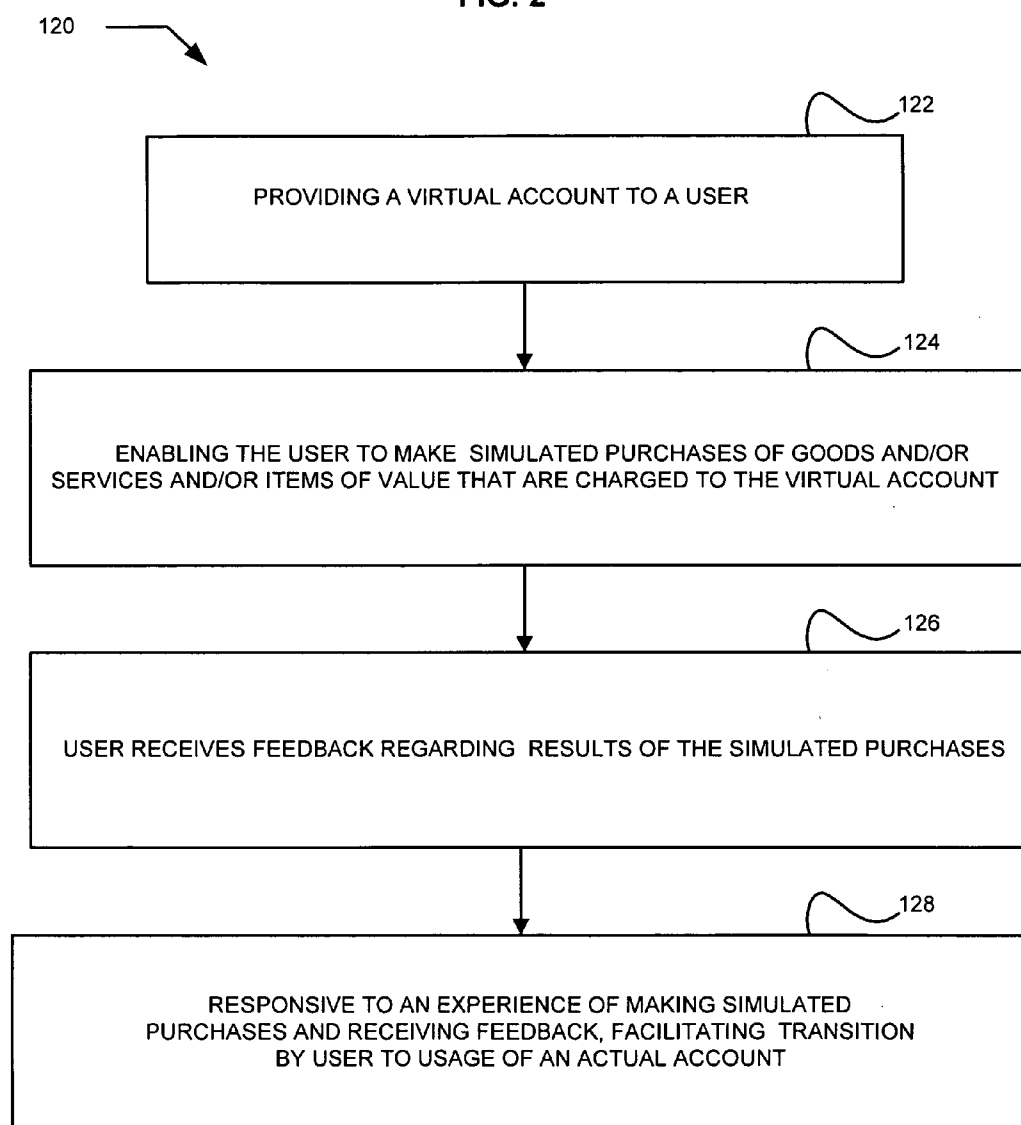 FIG. 2
120
122
PROVIDING A VIRTUAL ACCOUNT TO A USER
124
ENABLING THE USER TO MAKE SIMULATED PURCHASES OF GOODS AND/OR
SERVICES AND/OR ITEMS OF VALUE THAT ARE CHARGED TO THE VIRTUAL ACCOUNT
126
USER RECEIVES FEEDBACK REGARDING RESULTS OF THE SIMULATED PURCHASES
128
RESPONSIVE TO AN EXPERIENCE OF MAKING SIMULATED
PURCHASES AND RECEIVING FEEDBACK, FACILITATING TRANSITION
BY USER TO USAGE OF AN ACTUAL ACCOUNT